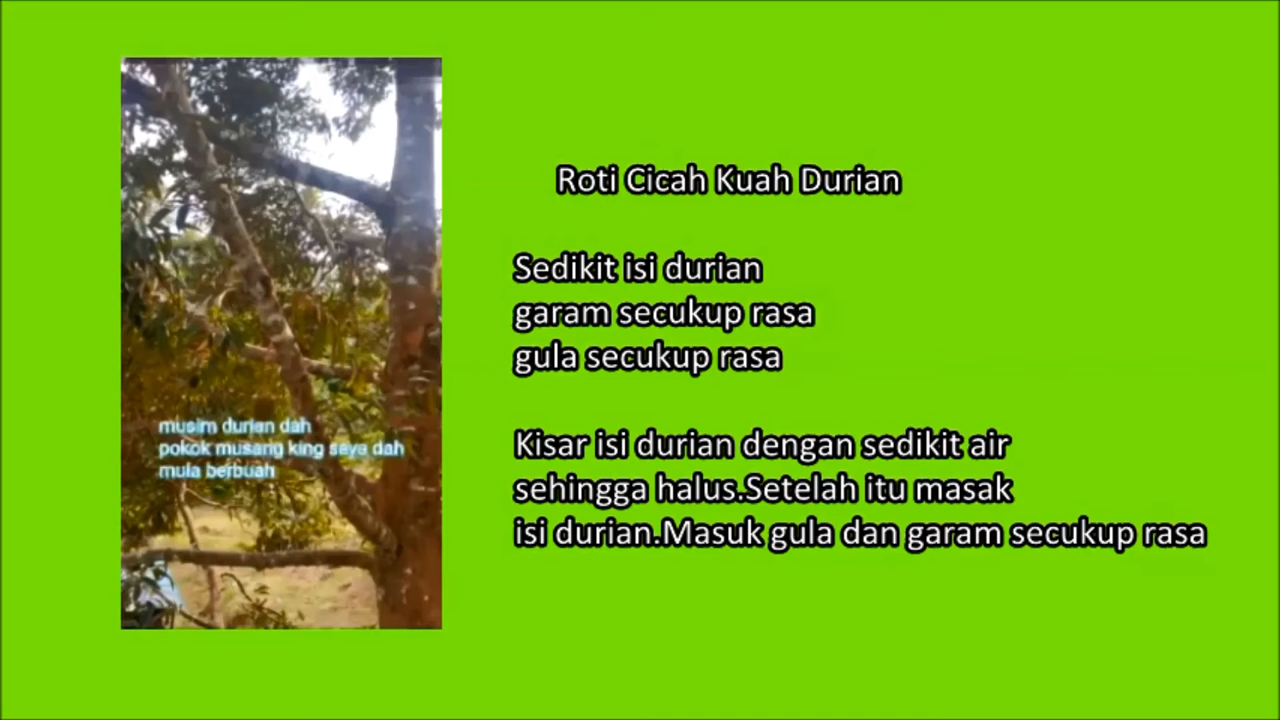 Roti Cicah Kuah Durian
Sedikit isi durian
garam secukup rasa
gula secukup rasa
Kisar isi durian dengan sedikit air
sehingga halus.Setelah itu masak
isi durian.Masuk gula dan garam secukup rasa
musim durian dah
pokok musang king saya dah
mula berbuah